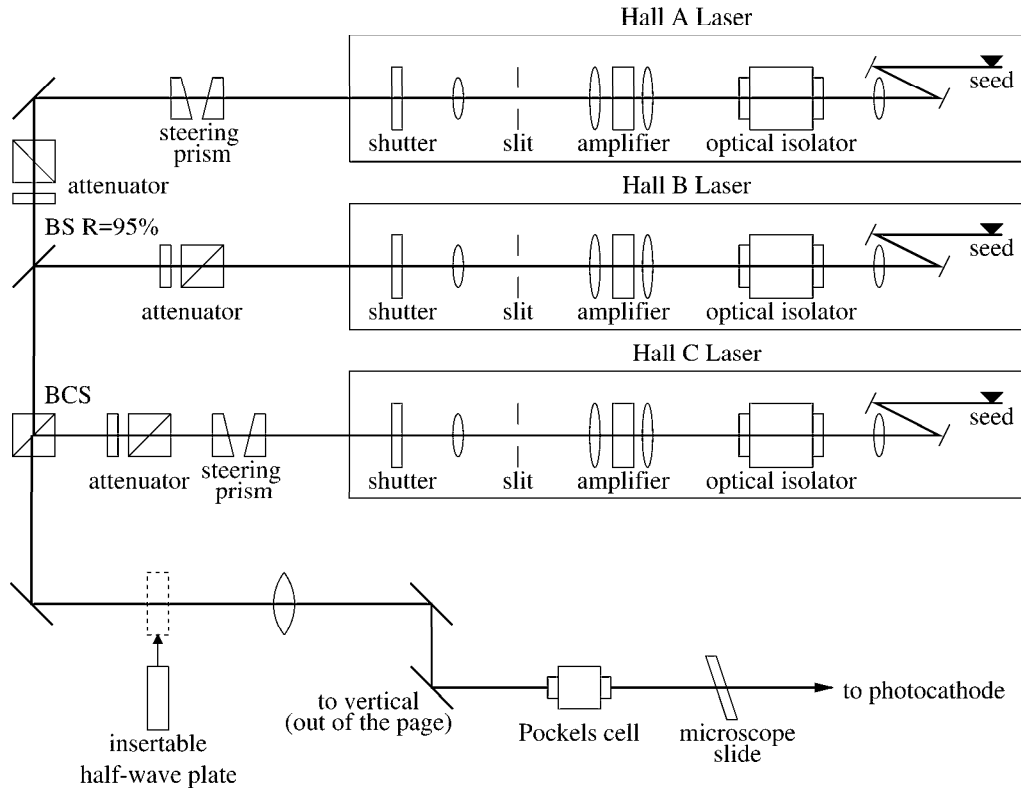 Hall A Laser
seed
steering
prism
shutter
slit
amplifier
optical isolator
attenuator
BS R=95%
Hall B Laser
seed
attenuator
shutter
slit
amplifier
optical isolator
Hall C Laser
BCS
seed
attenuator
steering
prism
shutter
slit
amplifier
optical isolator
to vertical
(out of the page)
to photocathode
Pockels cell
microscope
slide
insertable
half-wave plate